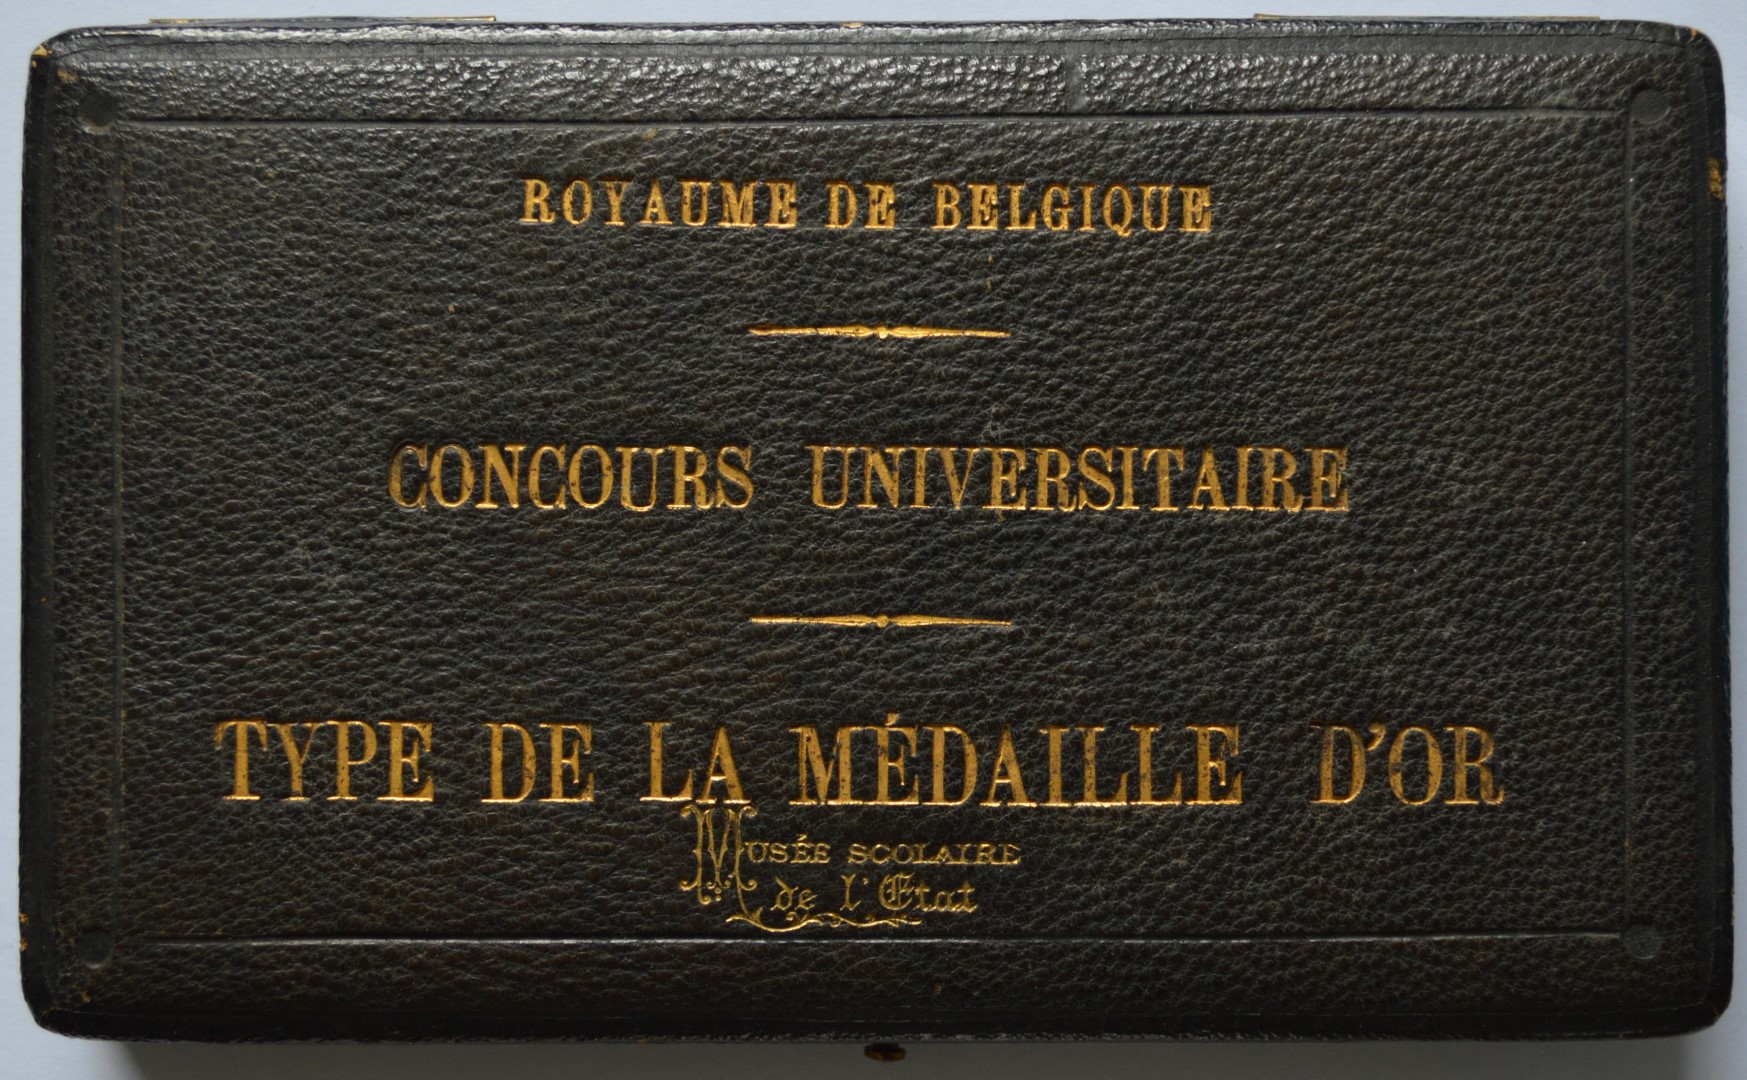 ROYAUME DE BELGIQUE
CONCOURS UNIVERSITAIRE
TYPE DE LA MÉDAILLE D'OR
MUSÉE SCOLAIRE
de l'Etat